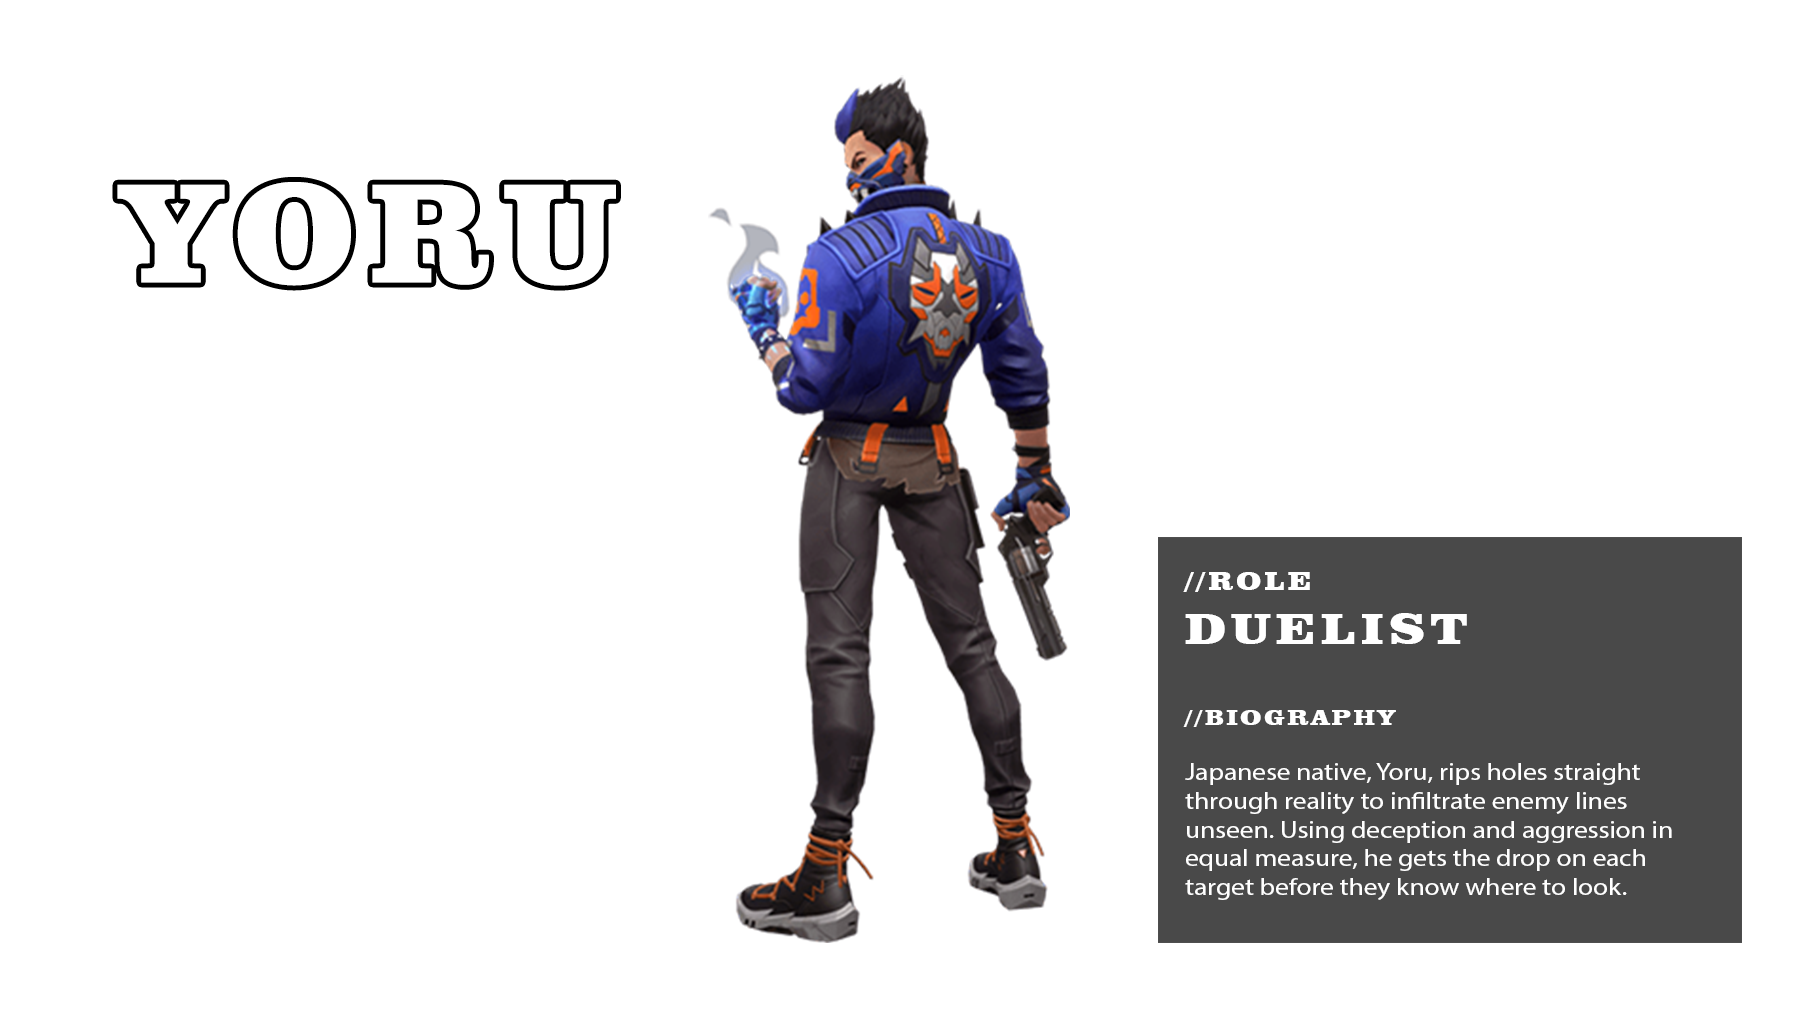 YORU
//ROLE
DUELIST
//BIOGRAPHY
Japanese native, Yoru, rips holes straight
through reality to infiltrate enemy lines
unseen. Using deception and aggression in
equal measure, he gets the drop on each
target before they know where to look.